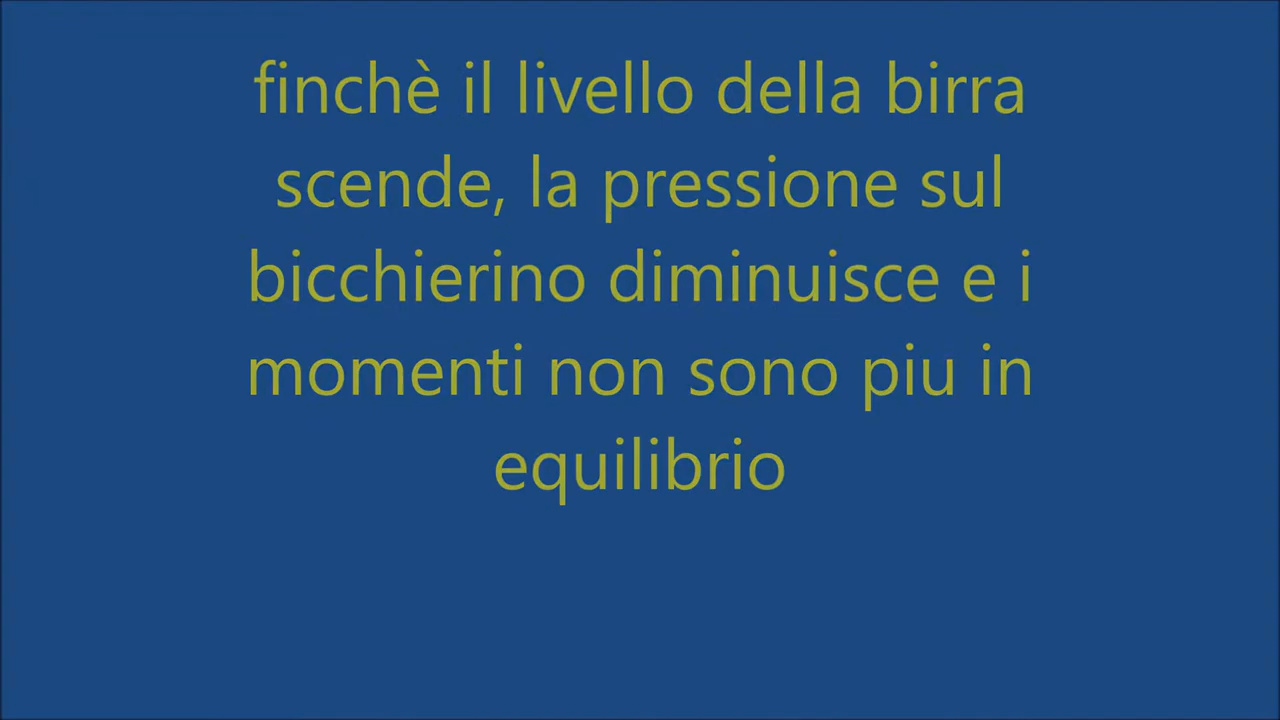 finchè il livello della birra
scende, la pressione sul
bicchierino diminuisce e i
momenti non sono piu in
equilibrio